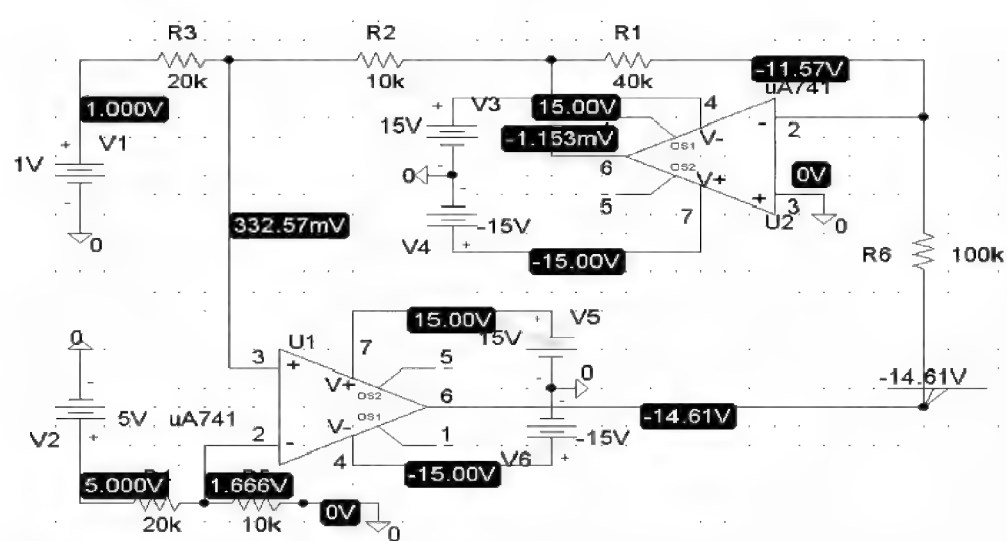 R3
R2
R1
20k
10k
40k
-11.57V
uA741
1.000V
V3
15.00V
4
V1
15V
-1.153mV
V-
-
2
1V
6
OS1
OS2
0V
0
5
V+
+
3
7
U2
0
0
332.57mV
V4
-15V
-15.00V
R6
100k
U1
15.00V
V5
0
7
15V
3
+
5
V+
OS2
0
6
-14.61V
5V
uA741
OS1
-14.61V
V2
2
-
V-
1
-15V
4
-15.00V
V6
5.000V
1.666V
0V
20k
10k
0